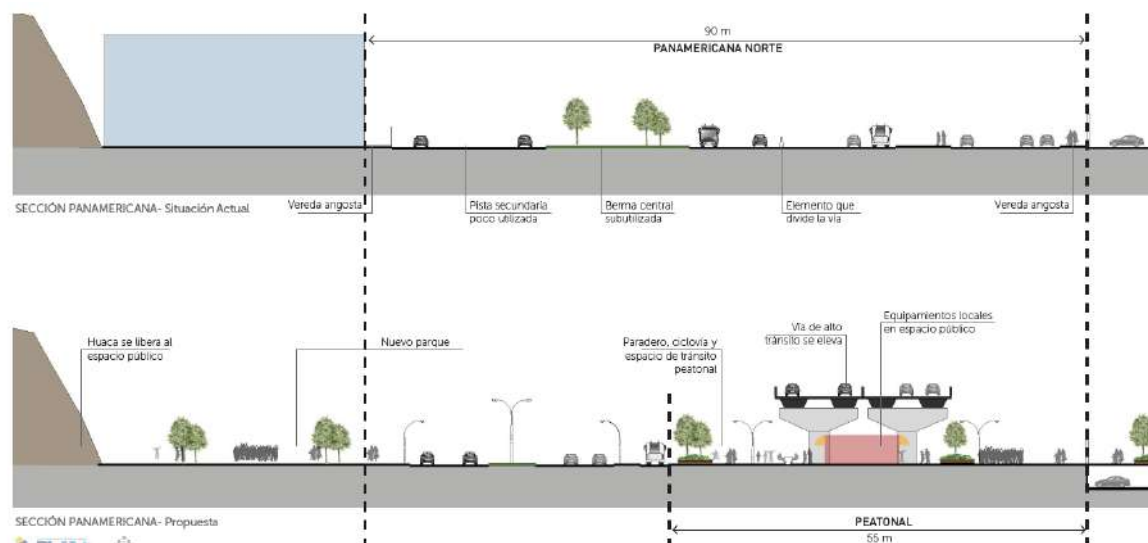 90 m
PANAMERICANA NORTE
SECCIÓN PANAMERICANA- Situación Actual
Vereda angosta
Pista secundaria
poco utilizada
Berma central
subutilizada
Elemento que
divide la vía
Vereda angosta
Huaca se libera al
espacio público
Nuevo parque
Paradero, ciclovía y
espacio de tránsito
peatonal
Vía de alto
tránsito se eleva
Equipamientos locales
en espacio público
SECCIÓN PANAMERICANA- Propuesta
PEATONAL
55 m